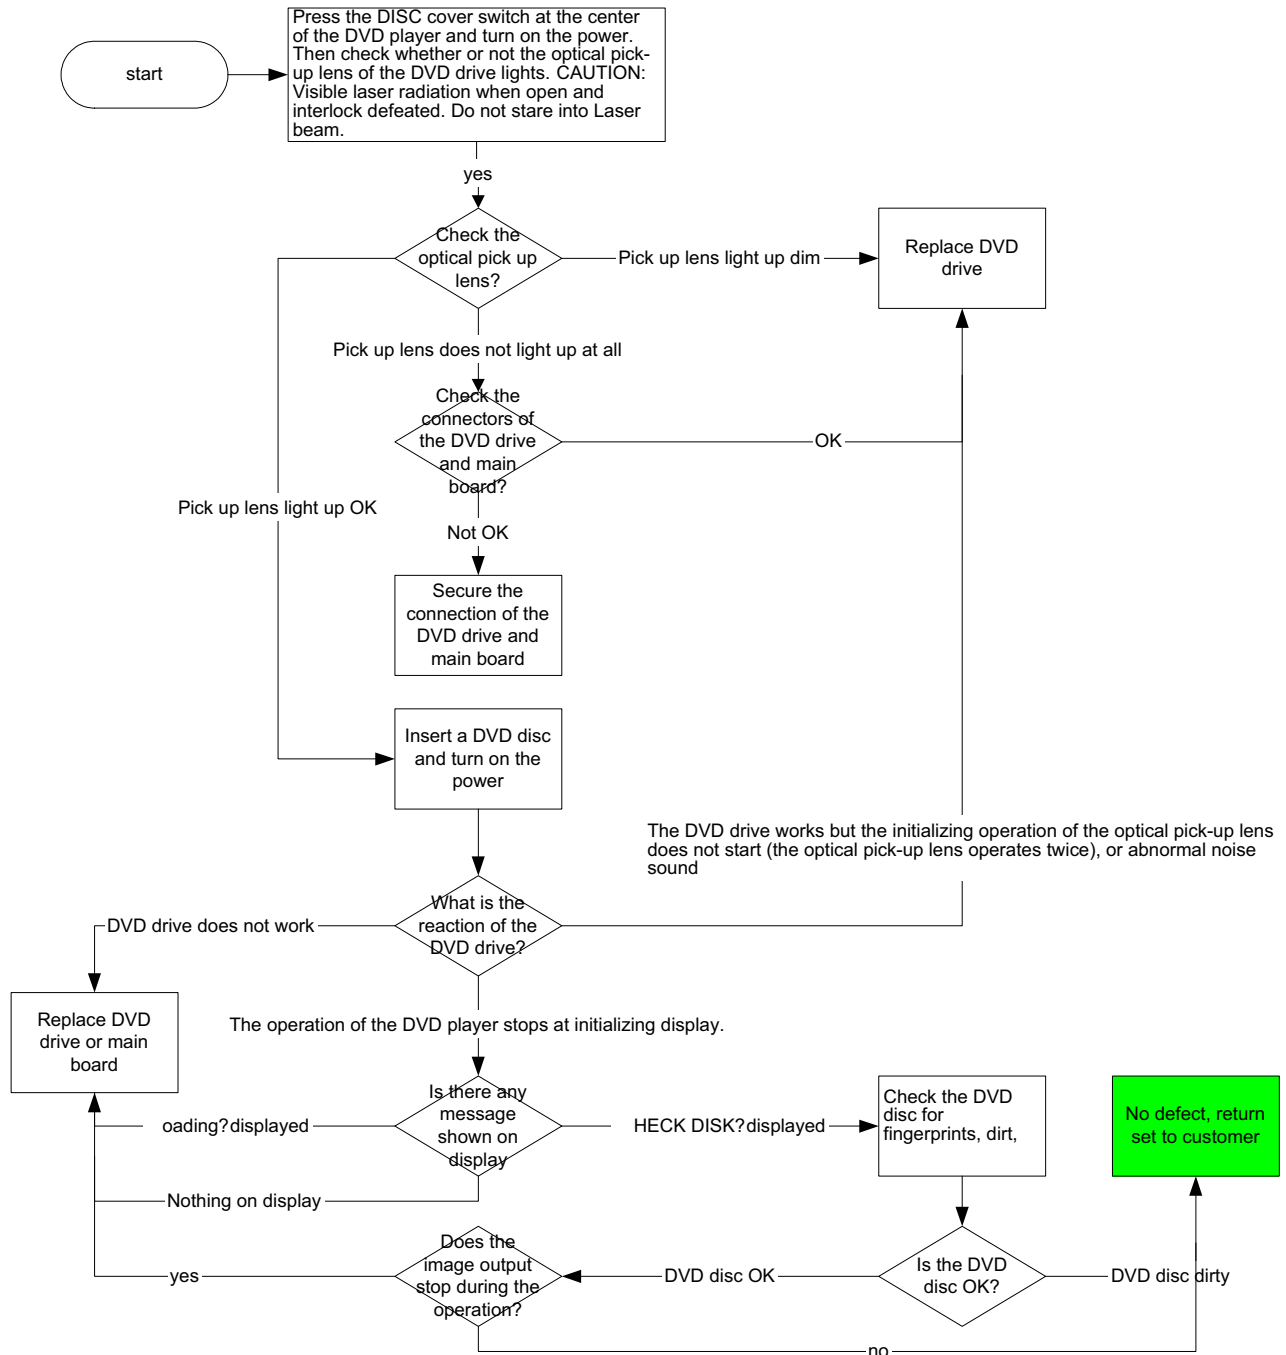 Press the DISC cover switch at the center
of the DVD player and turn on the power.
Then check whether or not the optical pick-
up lens of the DVD drive lights. CAUTION:
Visible laser radiation when open and
interlock defeated. Do not stare into Laser
beam.
start
yes
Check the
optical pick up
lens?
Pick up lens light up dim
Replace DVD
drive
Pick up lens does not light up at all
Check the
connectors of
the DVD drive
and main
board?
OK
Pick up lens light up OK
Not OK
Secure the
connection of the
DVD drive and
main board
Insert a DVD disc
and turn on the
power
The DVD drive works but the initializing operation of the optical pick-up lens
does not start (the optical pick-up lens operates twice), or abnormal noise
sound
What is the
reaction of the
DVD drive?
DVD drive does not work
Replace DVD
drive or main
board
The operation of the DVD player stops at initializing display.
Is there any
message
shown on
display
oading?displayed
HECK DISK?displayed
Check the DVD
disc for
fingerprints, dirt,
No defect, return
set to customer
Nothing on display
Does the
image output
stop during the
operation?
yes
DVD disc OK
Is the DVD
disc OK?
DVD disc dirty
no